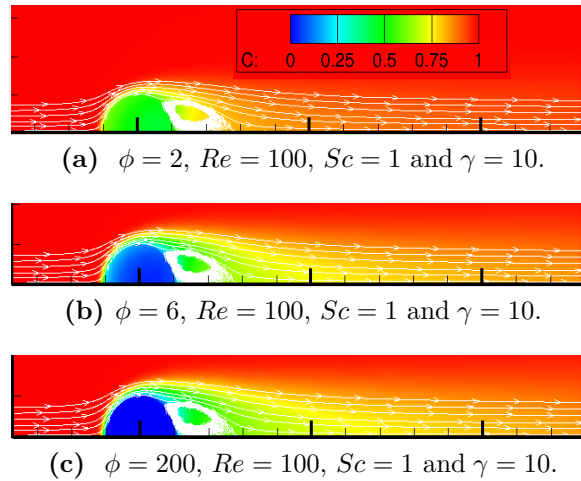 C: 0 0.25 0.5 0.75 1
(a) ϕ = 2, Re = 100, Sc = 1 and γ = 10.
(b) ϕ = 6, Re = 100, Sc = 1 and γ = 10.
(c) ϕ = 200, Re = 100, Sc = 1 and γ = 10.